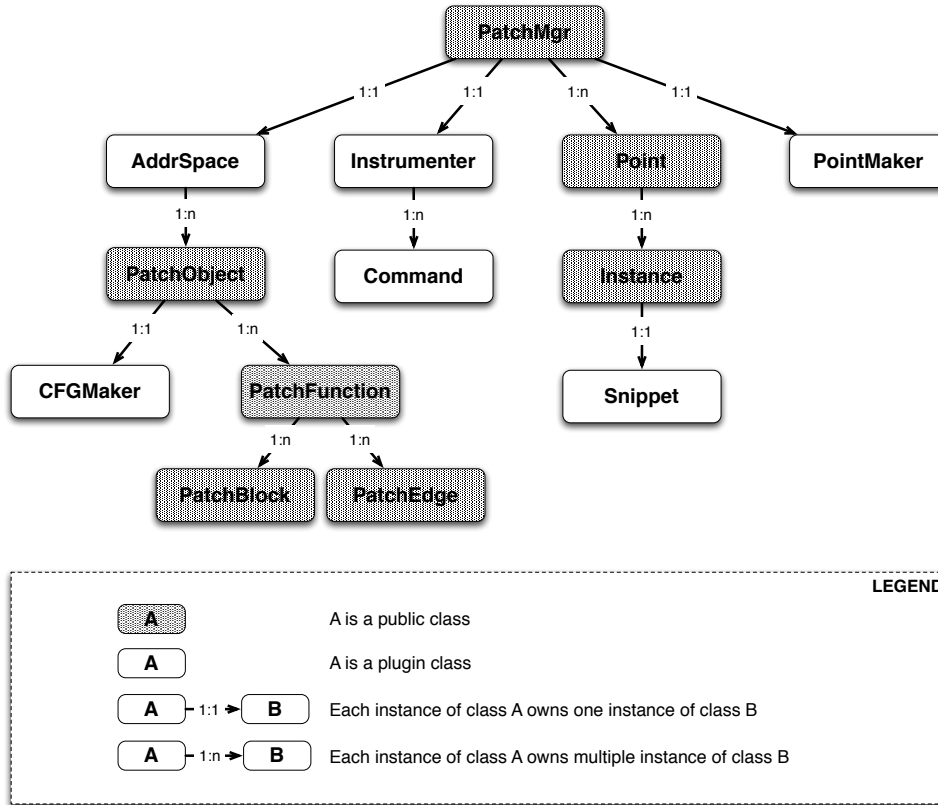 PatchMgr
1:1
1:1
1:n
1:1
AddrSpace
Instrumenter
Point
PointMaker
1:n
1:n
1:n
PatchObject
Command
Instance
1:1
1:n
1:1
CFGMaker
PatchFunction
Snippet
1:n
1:n
PatchBlock
PatchEdge
LEGEND
A
A is a public class
A
A is a plugin class
A 1:1 B Each instance of class A owns one instance of class B
A 1:n B Each instance of class A owns multiple instance of class B